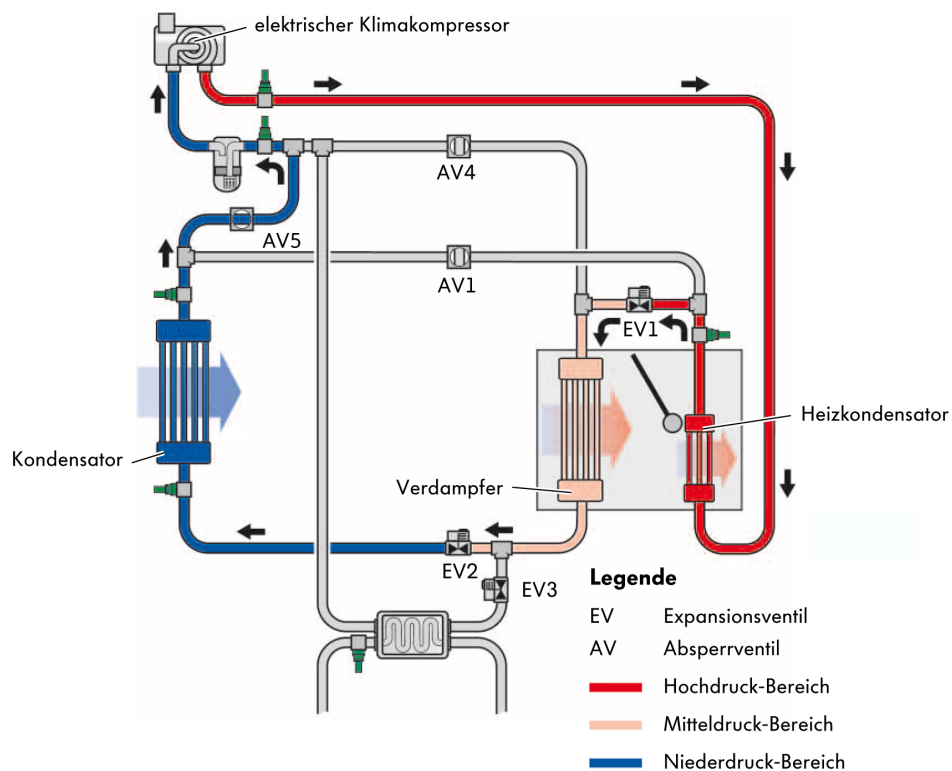 elektrischer Klimakompressor
AV4
AV5
AV1
EV1
Heizkondensator
Kondensator
Verdampfer
EV2
EV3
Legende
EV Expansionsventil
AV Absperrventil
Hochdruck-Bereich
Mitteldruck-Bereich
Niederdruck-Bereich